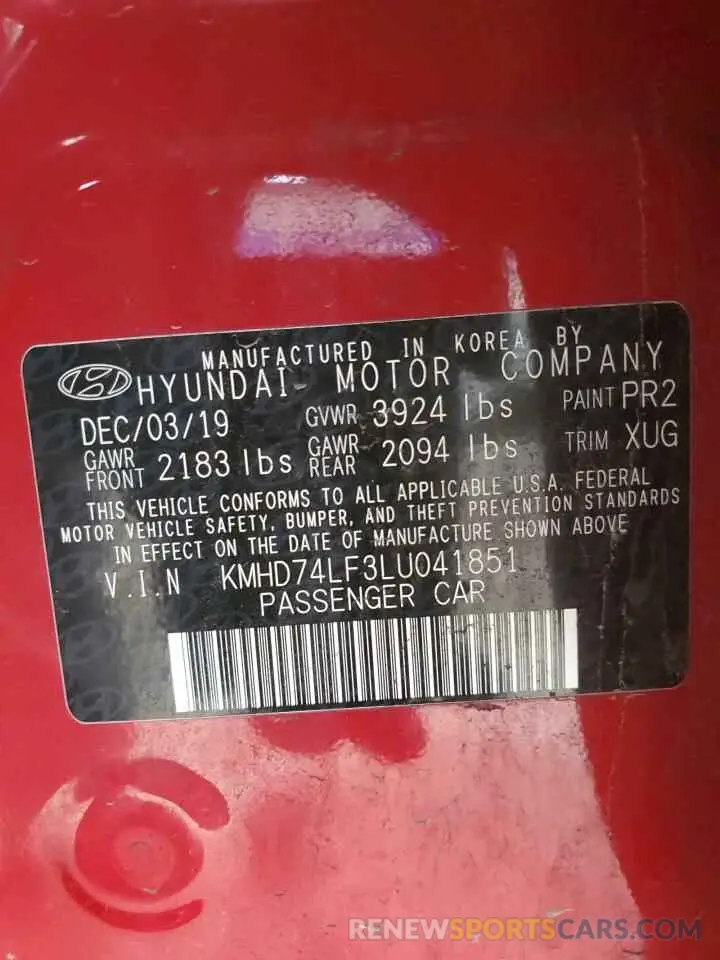 MANUFACTURED IN KOREA BY
HYUNDAI MOTOR COMPANY
DEC/03/19 GVWR 3924 lbs PAINT PR2
GAWR FRONT 2183 lbs GAWR REAR 2094 lbs TRIM XUG
THIS VEHICLE CONFORMS TO ALL APPLICABLE U.S.A. FEDERAL
MOTOR VEHICLE SAFETY, BUMPER, AND THEFT PREVENTION STANDARDS
IN EFFECT ON THE DATE OF MANUFACTURE SHOWN ABOVE
V.I.N KMHD74LF3LU041851
PASSENGER CAR
RENEWSPORTSCARS.COM